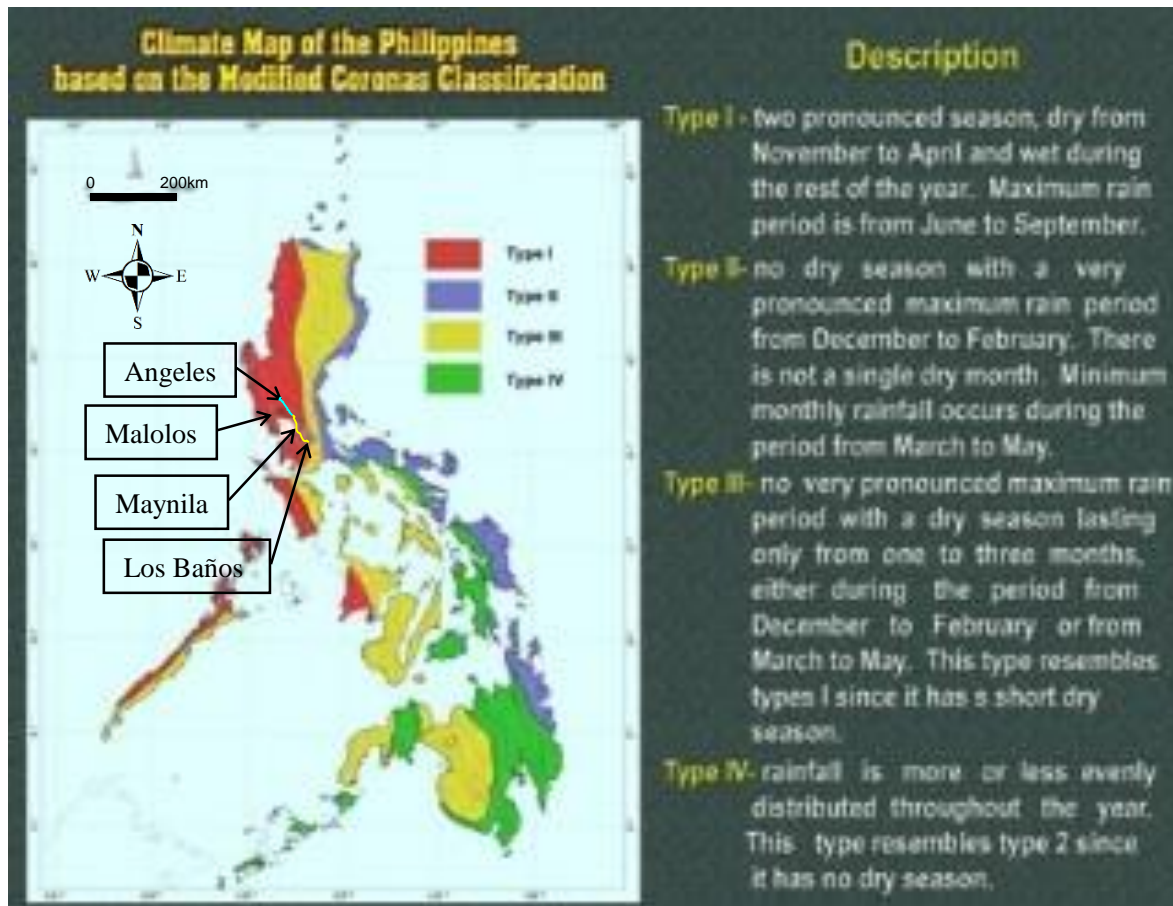 Climate Map of the Philippines
based on the Modified Coronas Classification
0 200km
N
W E
S
Type I
Type II
Type III
Type IV
Angeles
Malolos
Maynila
Los Baños
Description
Type I - two pronounced season, dry from
November to April and wet during
the rest of the year. Maximum rain
period is from June to September.
Type II- no dry season with a very
pronounced maximum rain period
from December to February. There
is not a single dry month. Minimum
monthly rainfall occurs during the
period from March to May.
Type III- no very pronounced maximum rain
period with a dry season lasting
only from one to three months,
either during the period from
December to February or from
March to May. This type resembles
types I since it has s short dry
season.
Type IV- rainfall is more or less evenly
distributed throughout the year.
This type resembles type 2 since
it has no dry season.